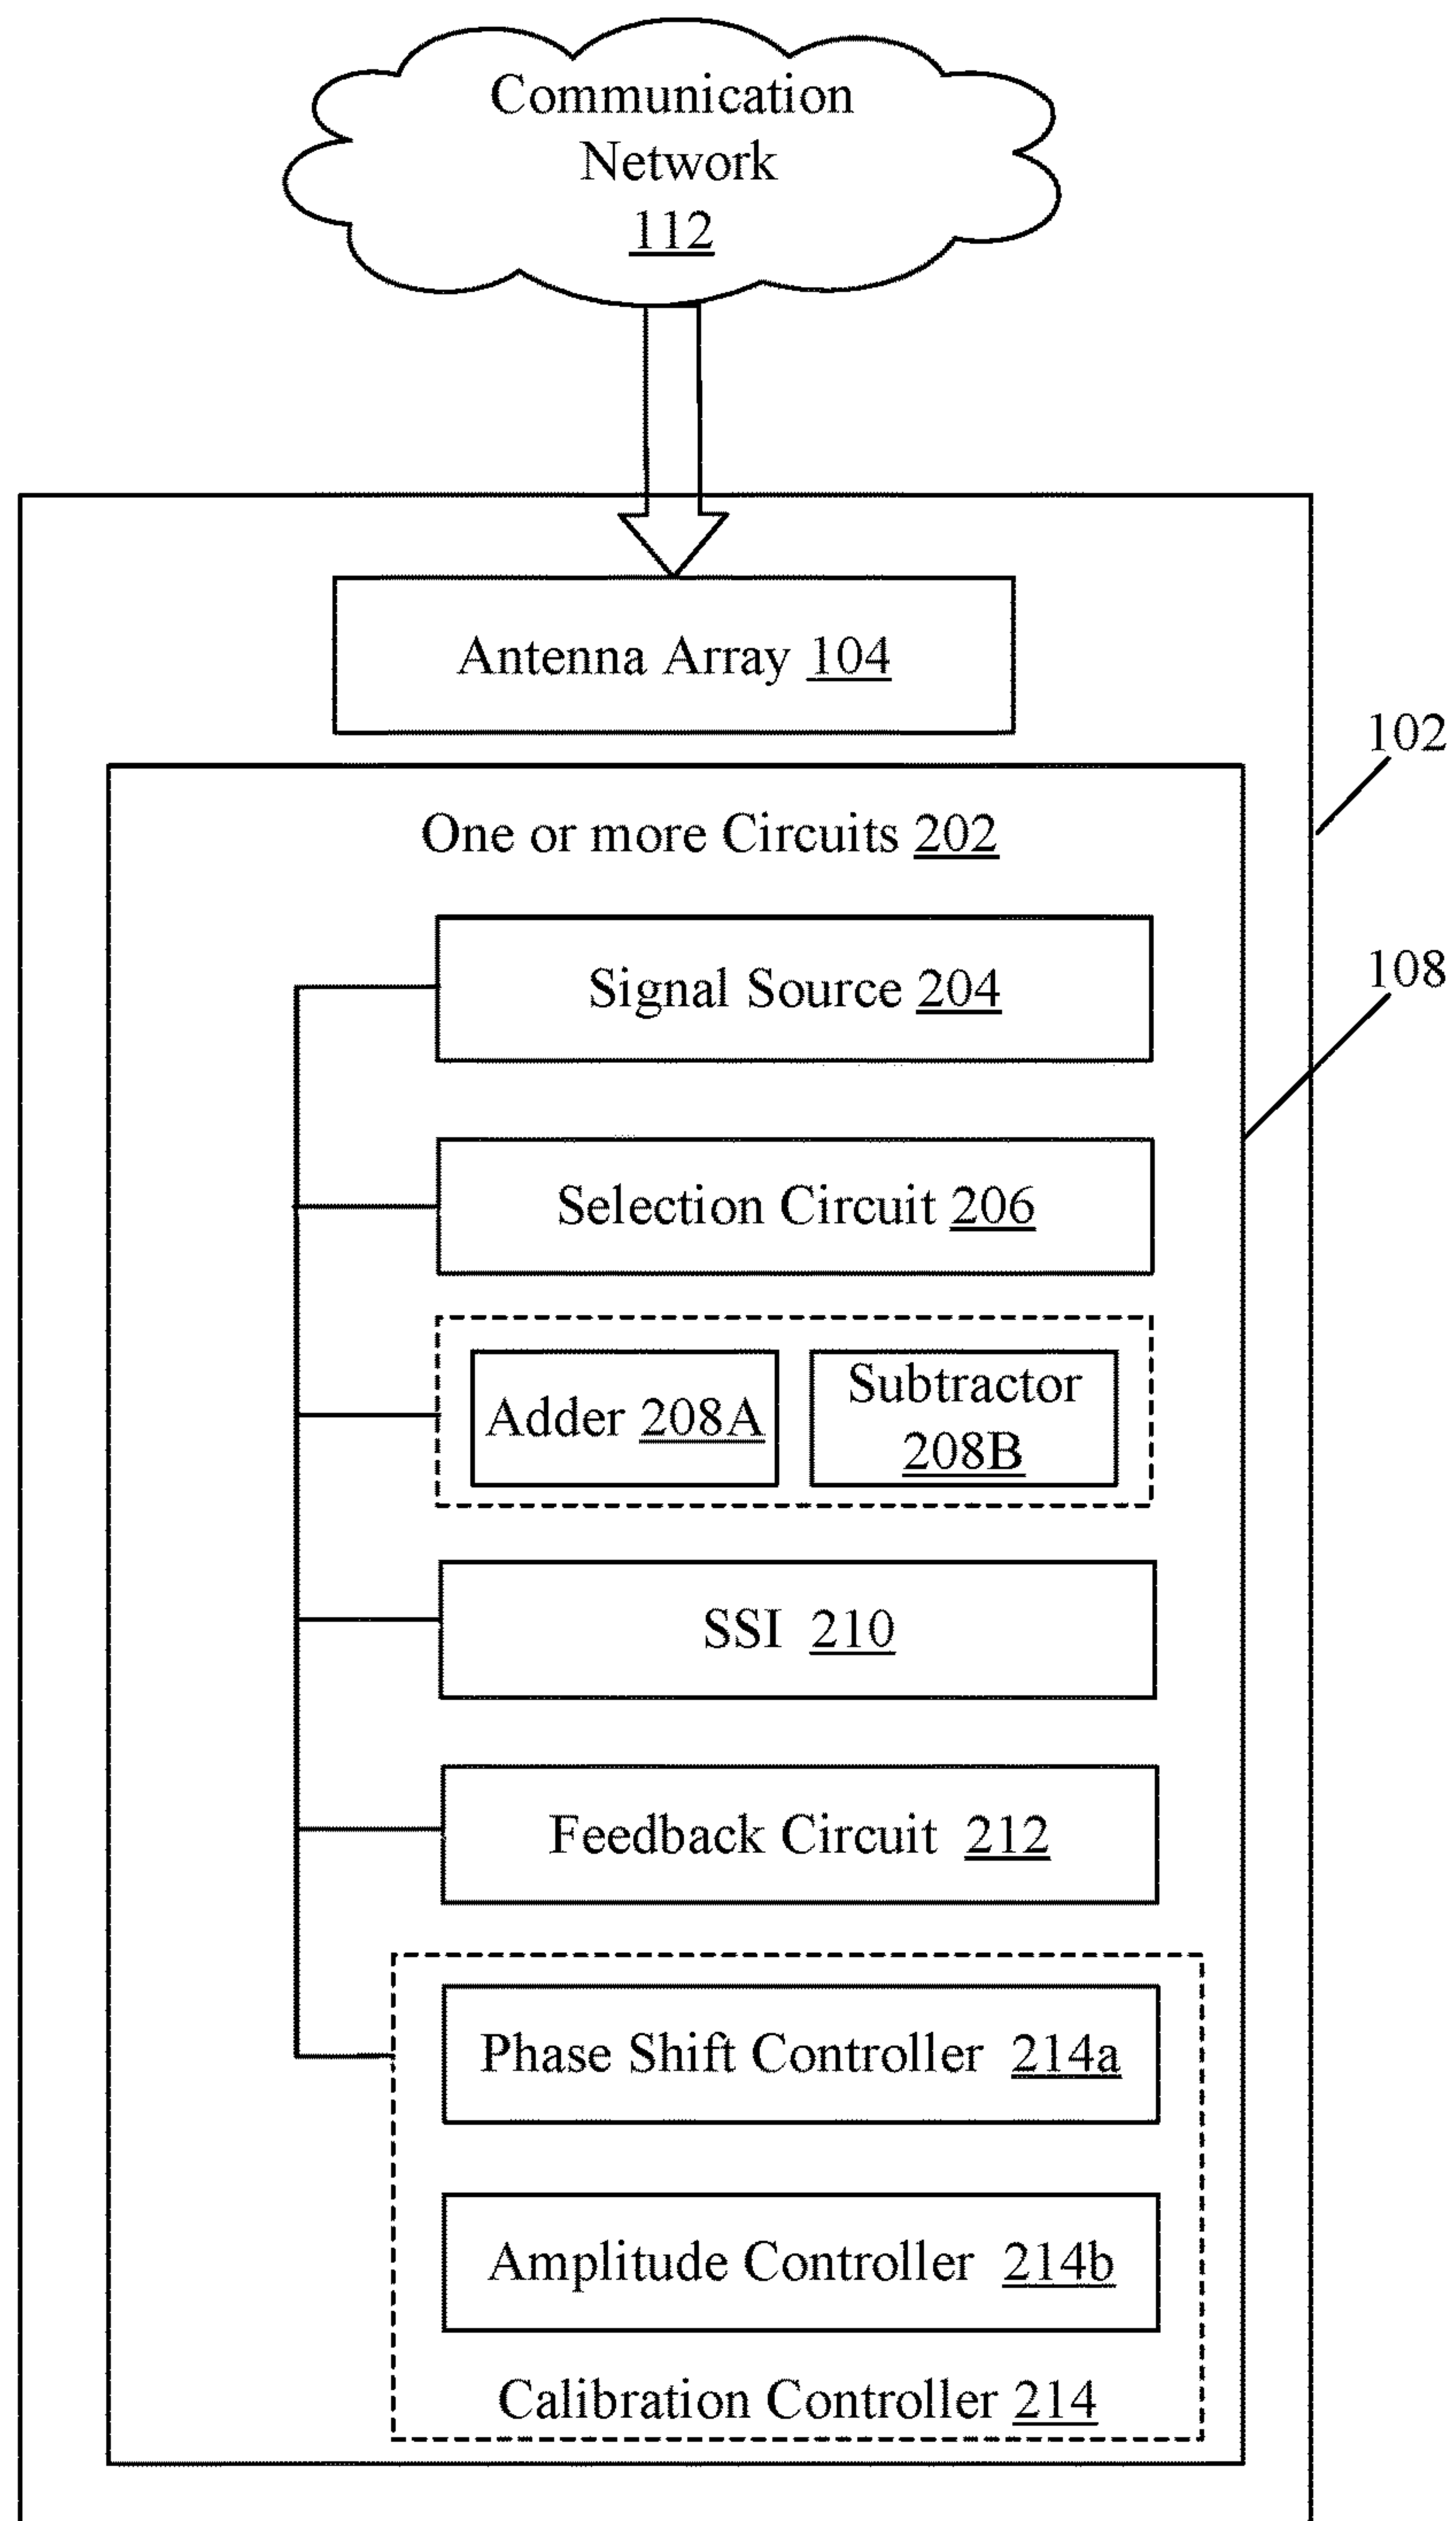 Communication
Network
112
Antenna Array 104
102
One or more Circuits 202
108
Signal Source 204
Selection Circuit 206
Adder 208A
Subtractor
208B
SSI 210
Feedback Circuit 212
Phase Shift Controller 214a
Amplitude Controller 214b
Calibration Controller 214